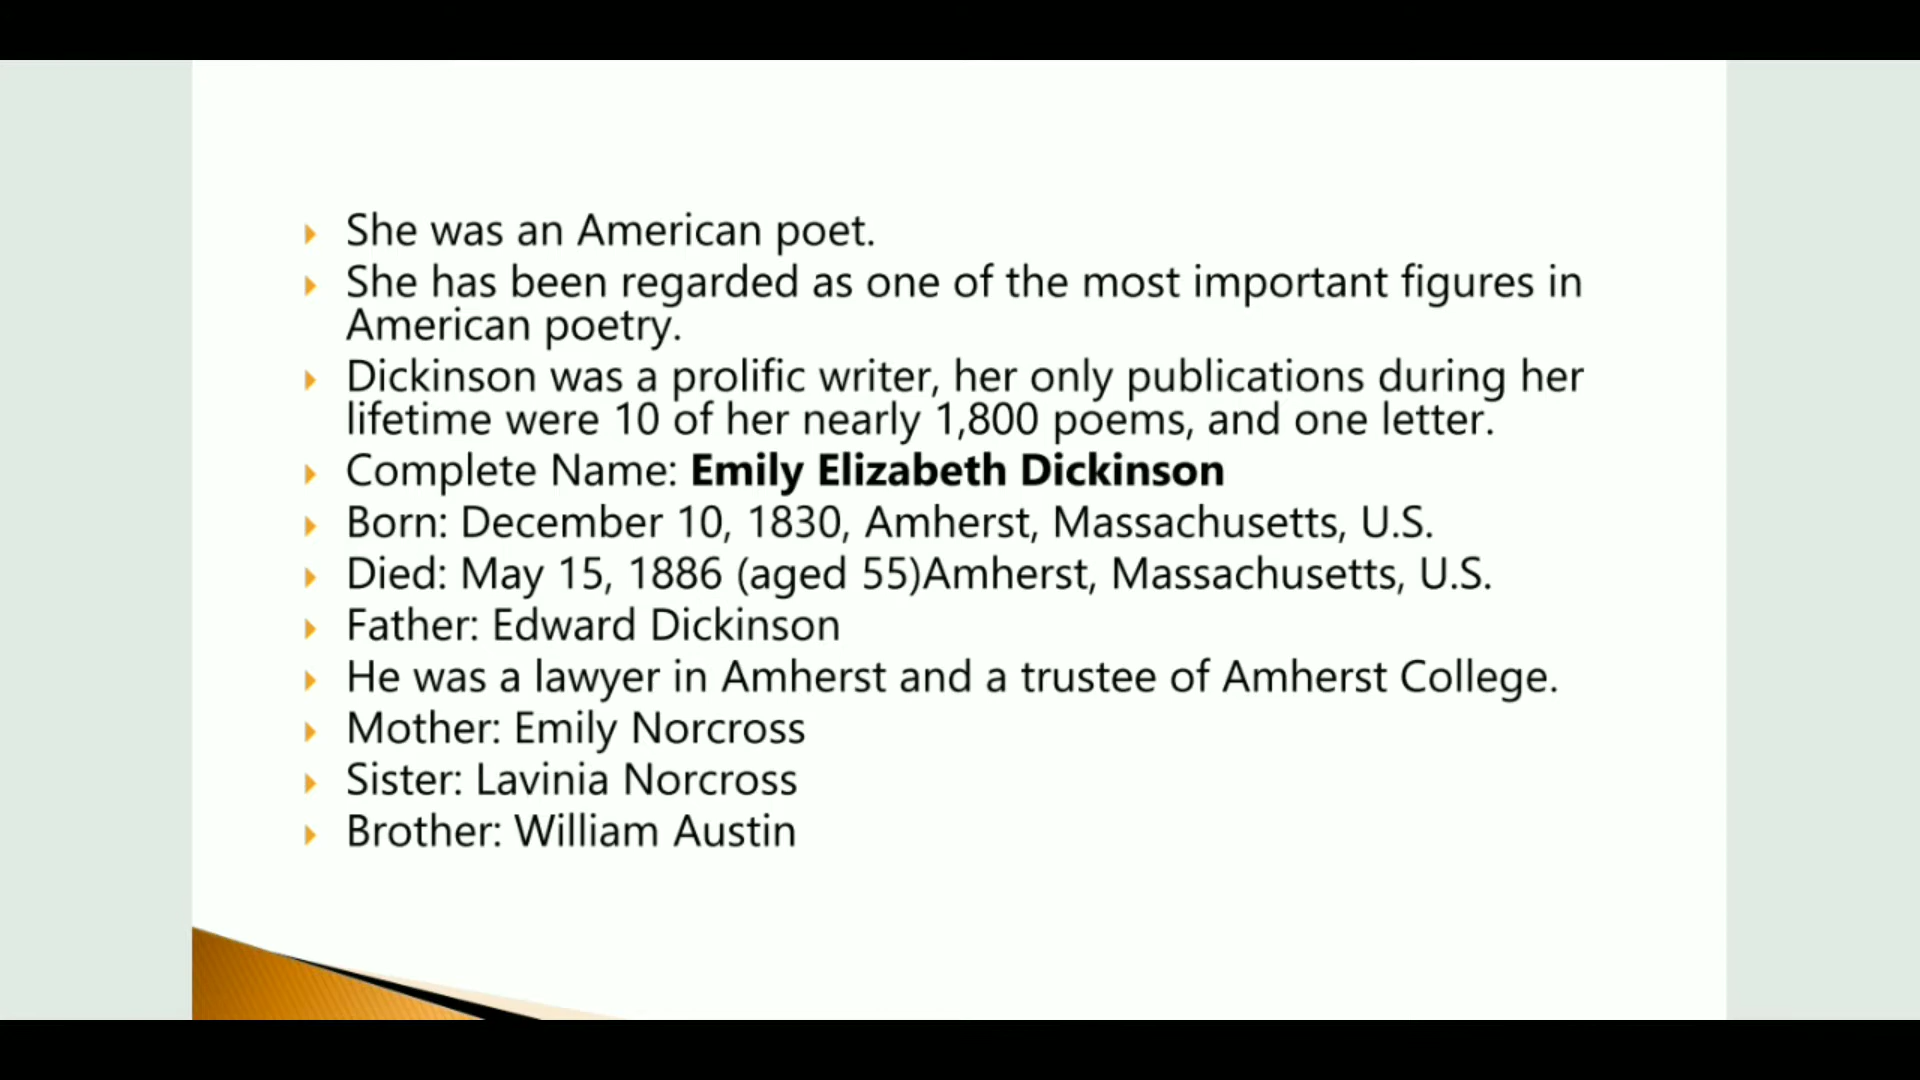 She was an American poet.
She has been regarded as one of the most important figures in
American poetry.
Dickinson was a prolific writer, her only publications during her
lifetime were 10 of her nearly 1,800 poems, and one letter.
Complete Name: Emily Elizabeth Dickinson
Born: December 10, 1830, Amherst, Massachusetts, U.S.
Died: May 15, 1886 (aged 55)Amherst, Massachusetts, U.S.
Father: Edward Dickinson
He was a lawyer in Amherst and a trustee of Amherst College.
Mother: Emily Norcross
Sister: Lavinia Norcross
Brother: William Austin